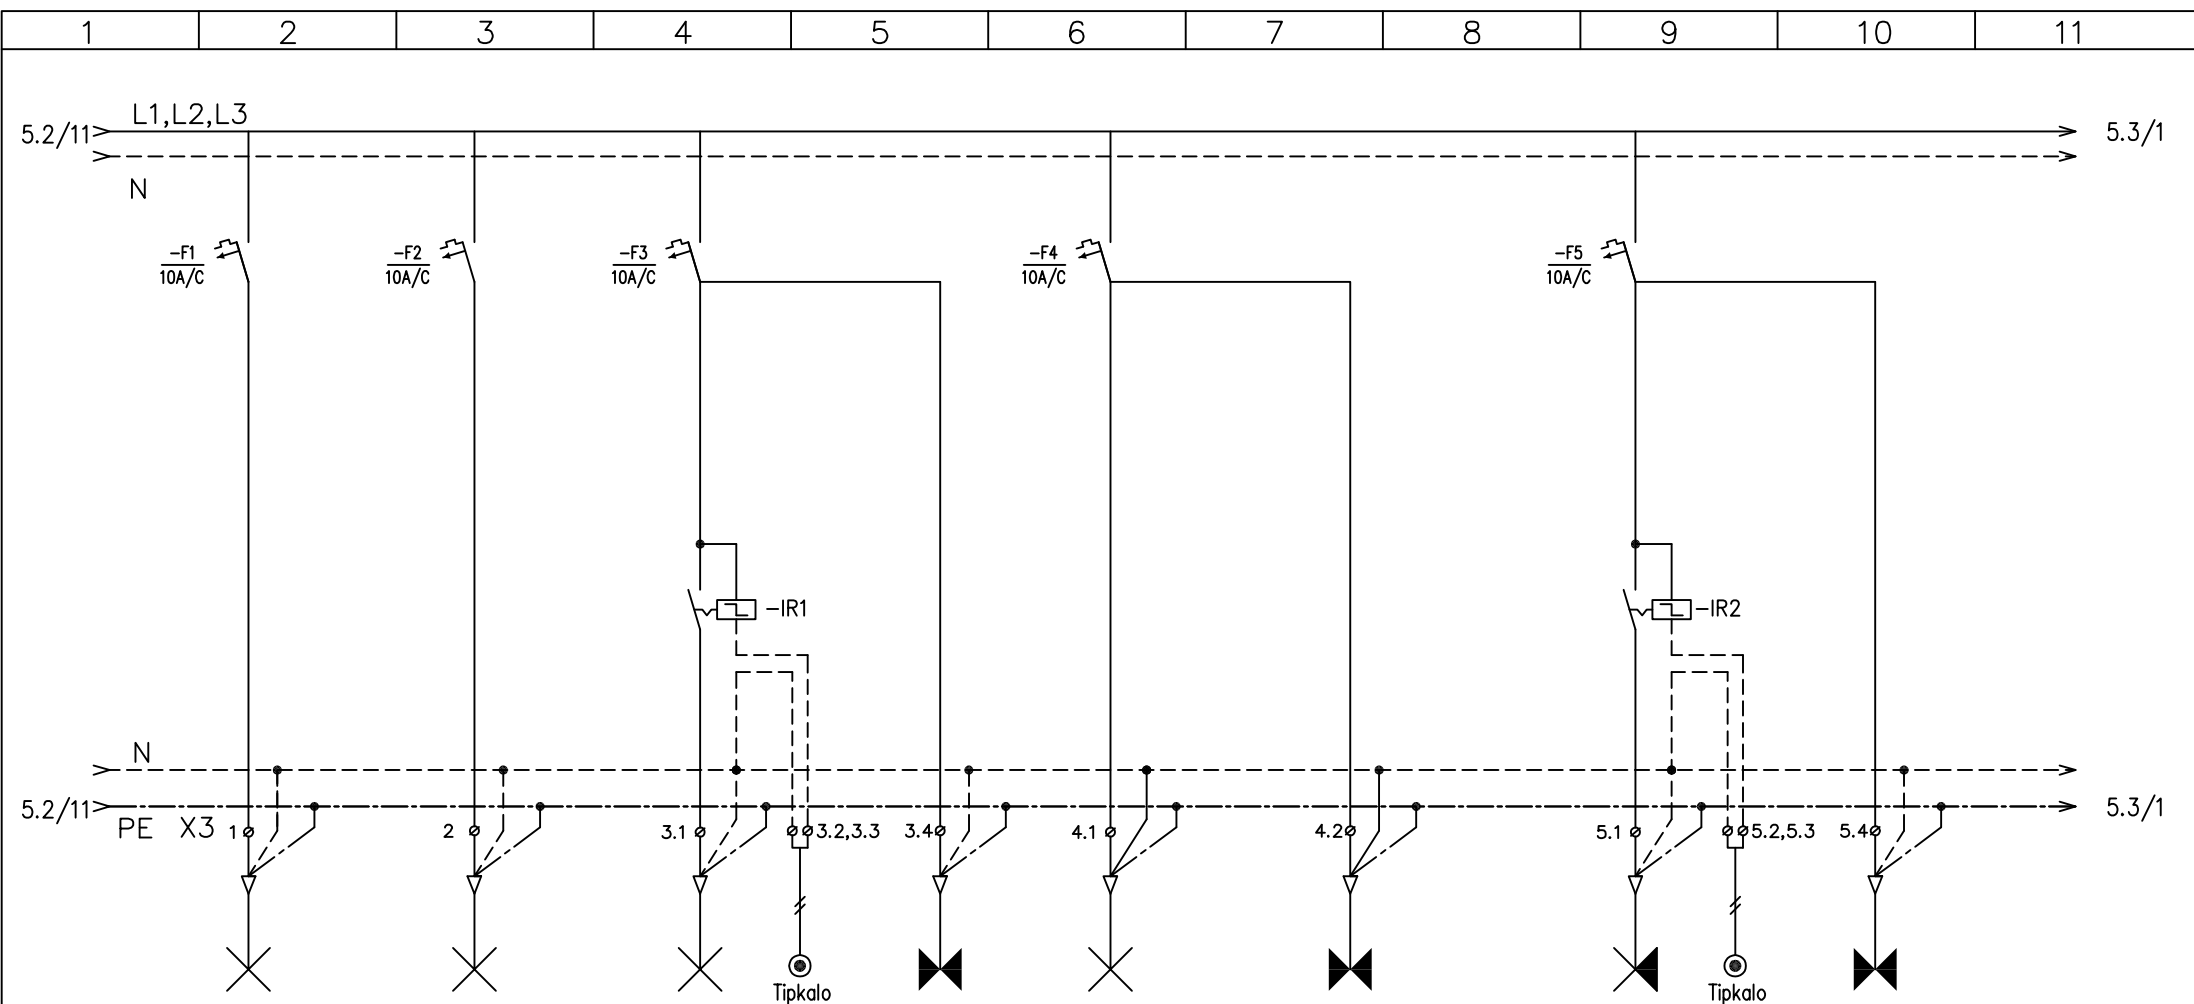 1 2 3 4 5 6 7 8 9 10 11
L1,L2,L3
5.2/11 5.3/1
N
-F1 -F2 -F3 -F4 -F5
10A/C 10A/C 10A/C 10A/C 10A/C
-IR1 -IR2
N
5.2/11 5.3/1
PE X3 1 2 3.1 3.2,3.3 3.4 4.1 4.2 5.1 5.2,5.3 5.4
Tipkalo Tipkalo